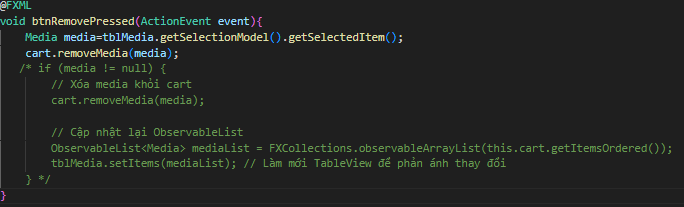 @FXML
void btnRemovePressed(ActionEvent event){
    Media media=tblMedia.getSelectionModel().getSelectedItem();
    cart.removeMedia(media);
   /* if (media != null) {
        // Xóa media khỏi cart
        cart.removeMedia(media);

        // Cập nhật lại ObservableList
        ObservableList<Media> mediaList = FXCollections.observableArrayList(this.cart.getItemsOrdered());
        tblMedia.setItems(mediaList); // Làm mới TableView để phản ánh thay đổi
    } */
}